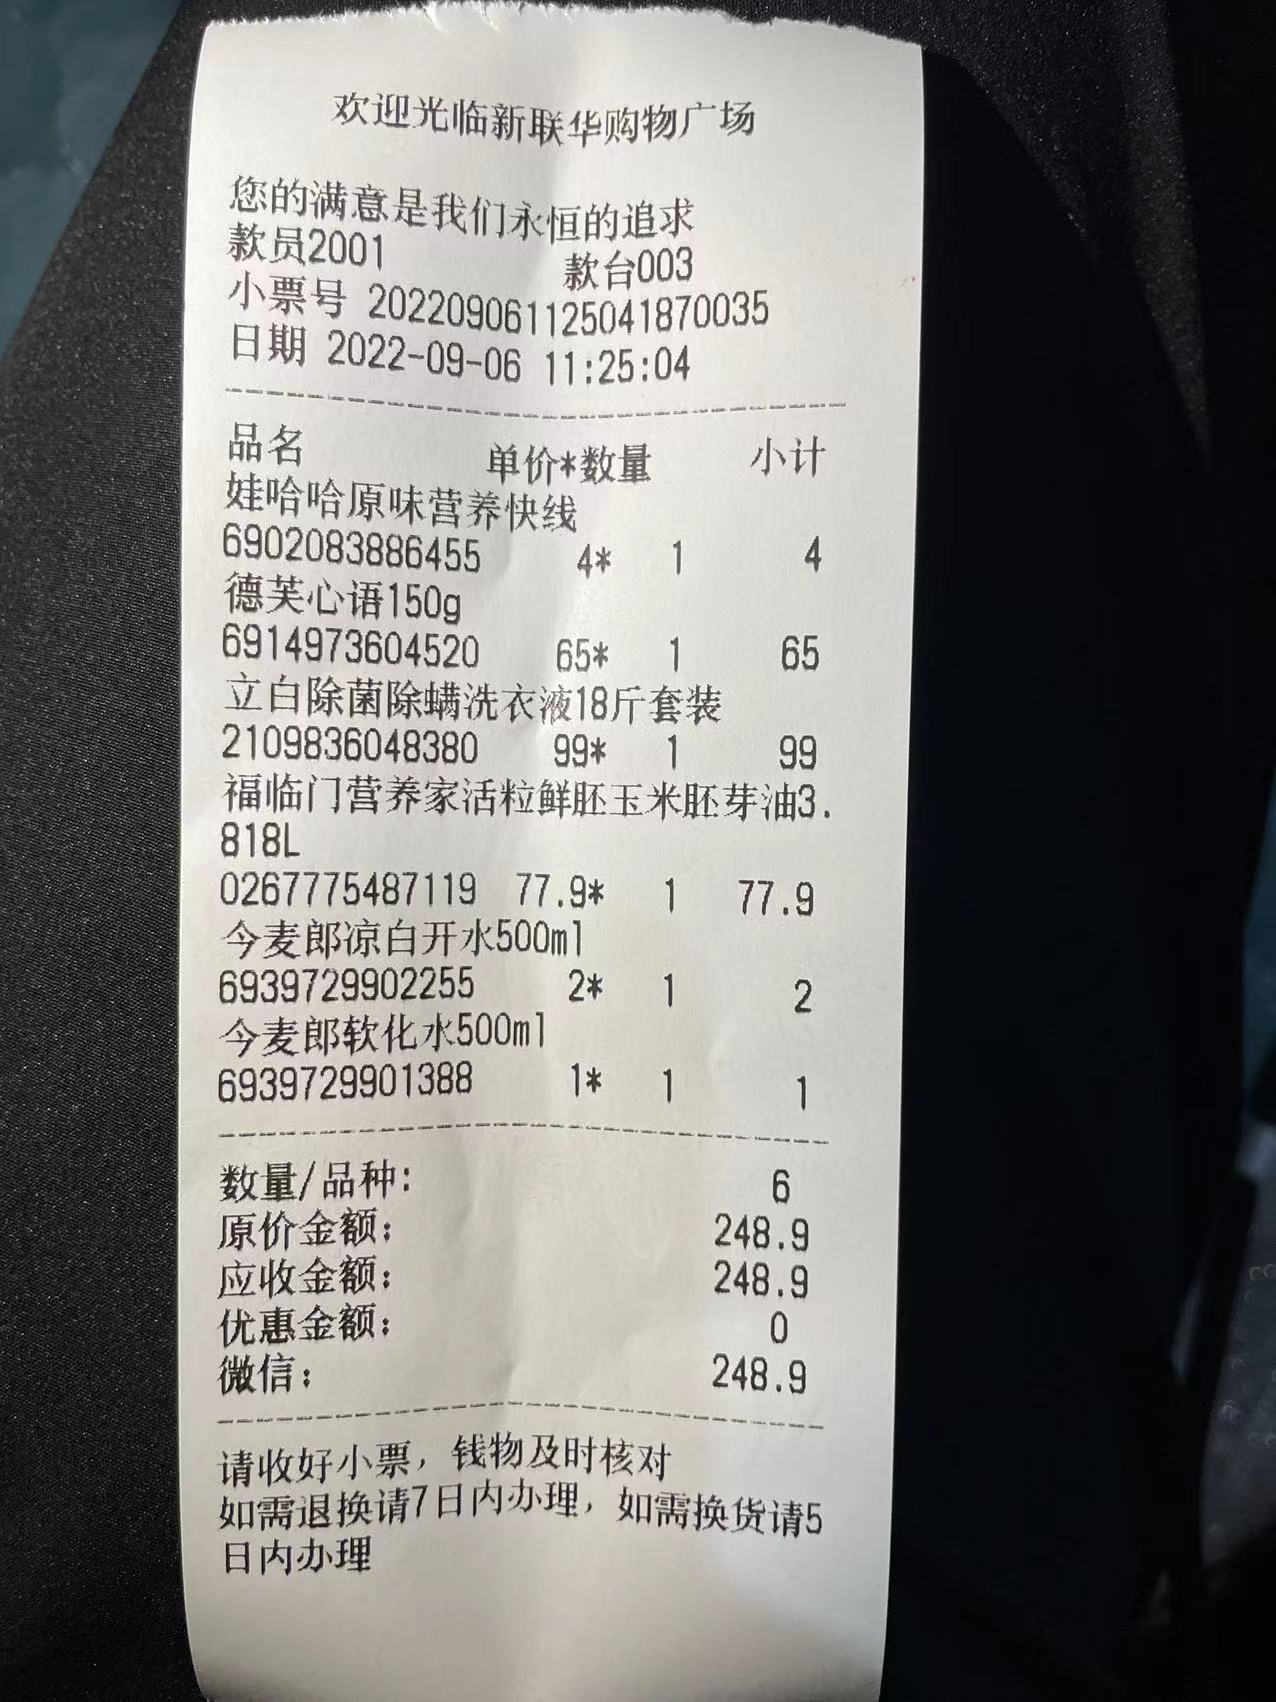 欢迎光临新联华购物广场
您的满意是我们永恒的追求
款员2001 款台003
小票号 202209061125041870035
日期 2022-09-06 11:25:04
品名 单价*数量 小计
娃哈哈原味营养快线
6902083886455 4* 1 4
德芙心语150g
6914973604520 65* 1 65
立白除菌除螨洗衣液18斤套装
2109836048380 99* 1 99
福临门营养家活粒鲜胚玉米胚芽油3.
818L
0267775487119 77.9* 1 77.9
今麦郎凉白开水500ml
6939729902255 2* 1 2
今麦郎软化水500ml
6939729901388 1* 1 1
数量/品种: 6
原价金额: 248.9
应收金额: 248.9
优惠金额: 0
微信: 248.9
请收好小票，钱物及时核对
如需退换请7日内办理，如需换货请5
日内办理